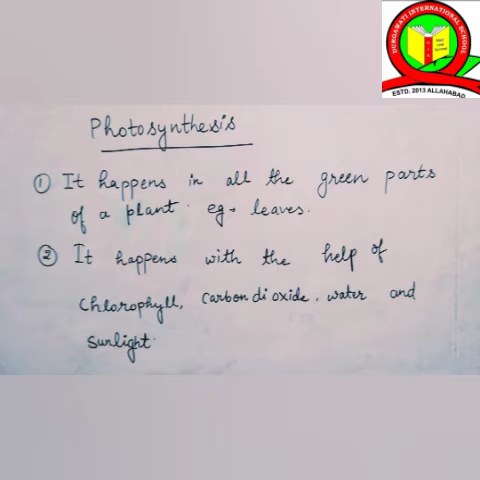 DURGAWATI INTERNATIONAL SCHOOL
ESTD. 2013 ALLAHABAD
Photosynthesis
① It happens in all the green parts
of a plant. eg→ leaves.
② It happens with the help of
chlorophyll, carbon di oxide, water and
sunlight.